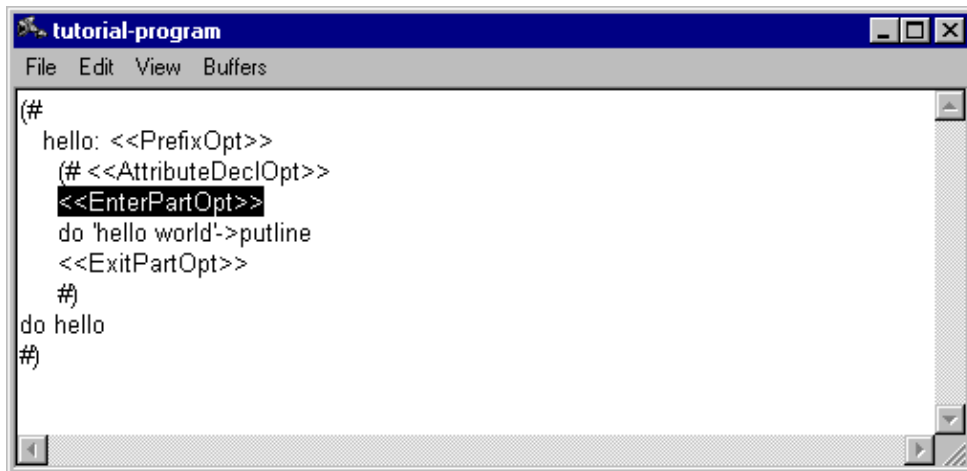 tutorial-program
File Edit View Buffers
(#
hello: <<PrefixOpt>>
(# <<AttributeDeclOpt>>
<<EnterPartOpt>>
do 'hello world'->putline
<<ExitPartOpt>>
#)
do hello
#)